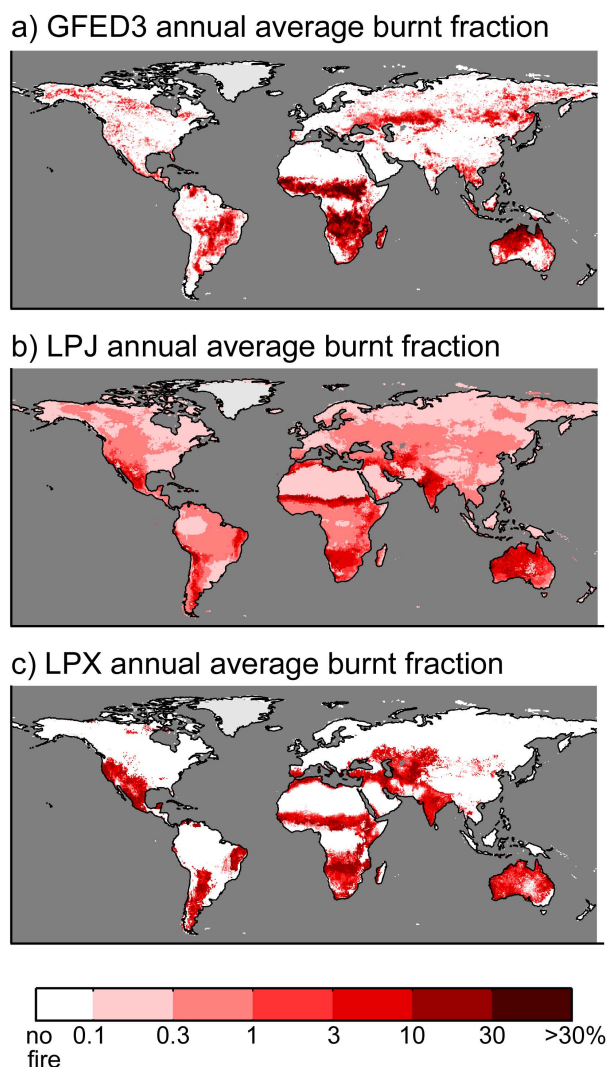 a) GFED3 annual average burnt fraction
b) LPJ annual average burnt fraction
c) LPX annual average burnt fraction
no fire 0.1 0.3 1 3 10 30 >30%